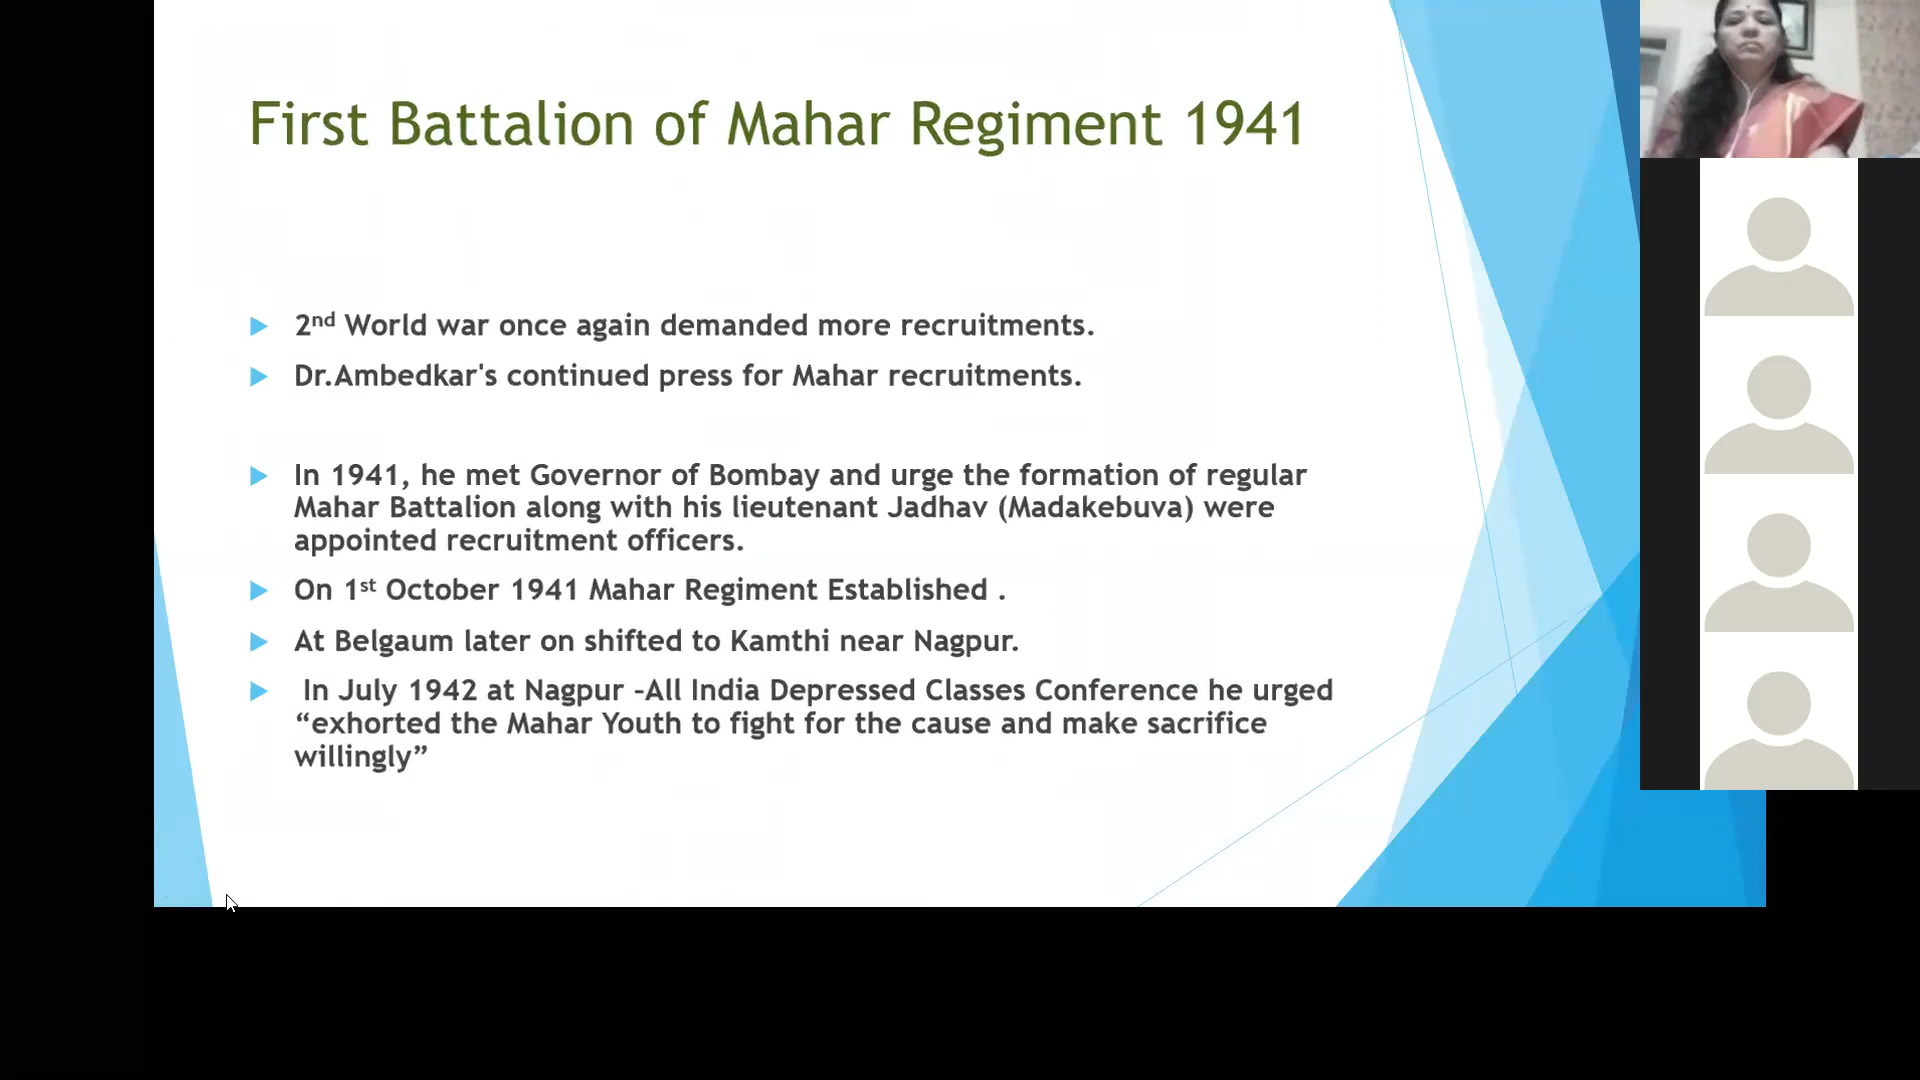 First Battalion of Mahar Regiment 1941
2nd World war once again demanded more recruitments.
Dr.Ambedkar's continued press for Mahar recruitments.
In 1941, he met Governor of Bombay and urge the formation of regular
Mahar Battalion along with his lieutenant Jadhav (Madakebuva) were
appointed recruitment officers.
On 1st October 1941 Mahar Regiment Established .
At Belgaum later on shifted to Kamthi near Nagpur.
In July 1942 at Nagpur –All India Depressed Classes Conference he urged
“exhorted the Mahar Youth to fight for the cause and make sacrifice
willingly”